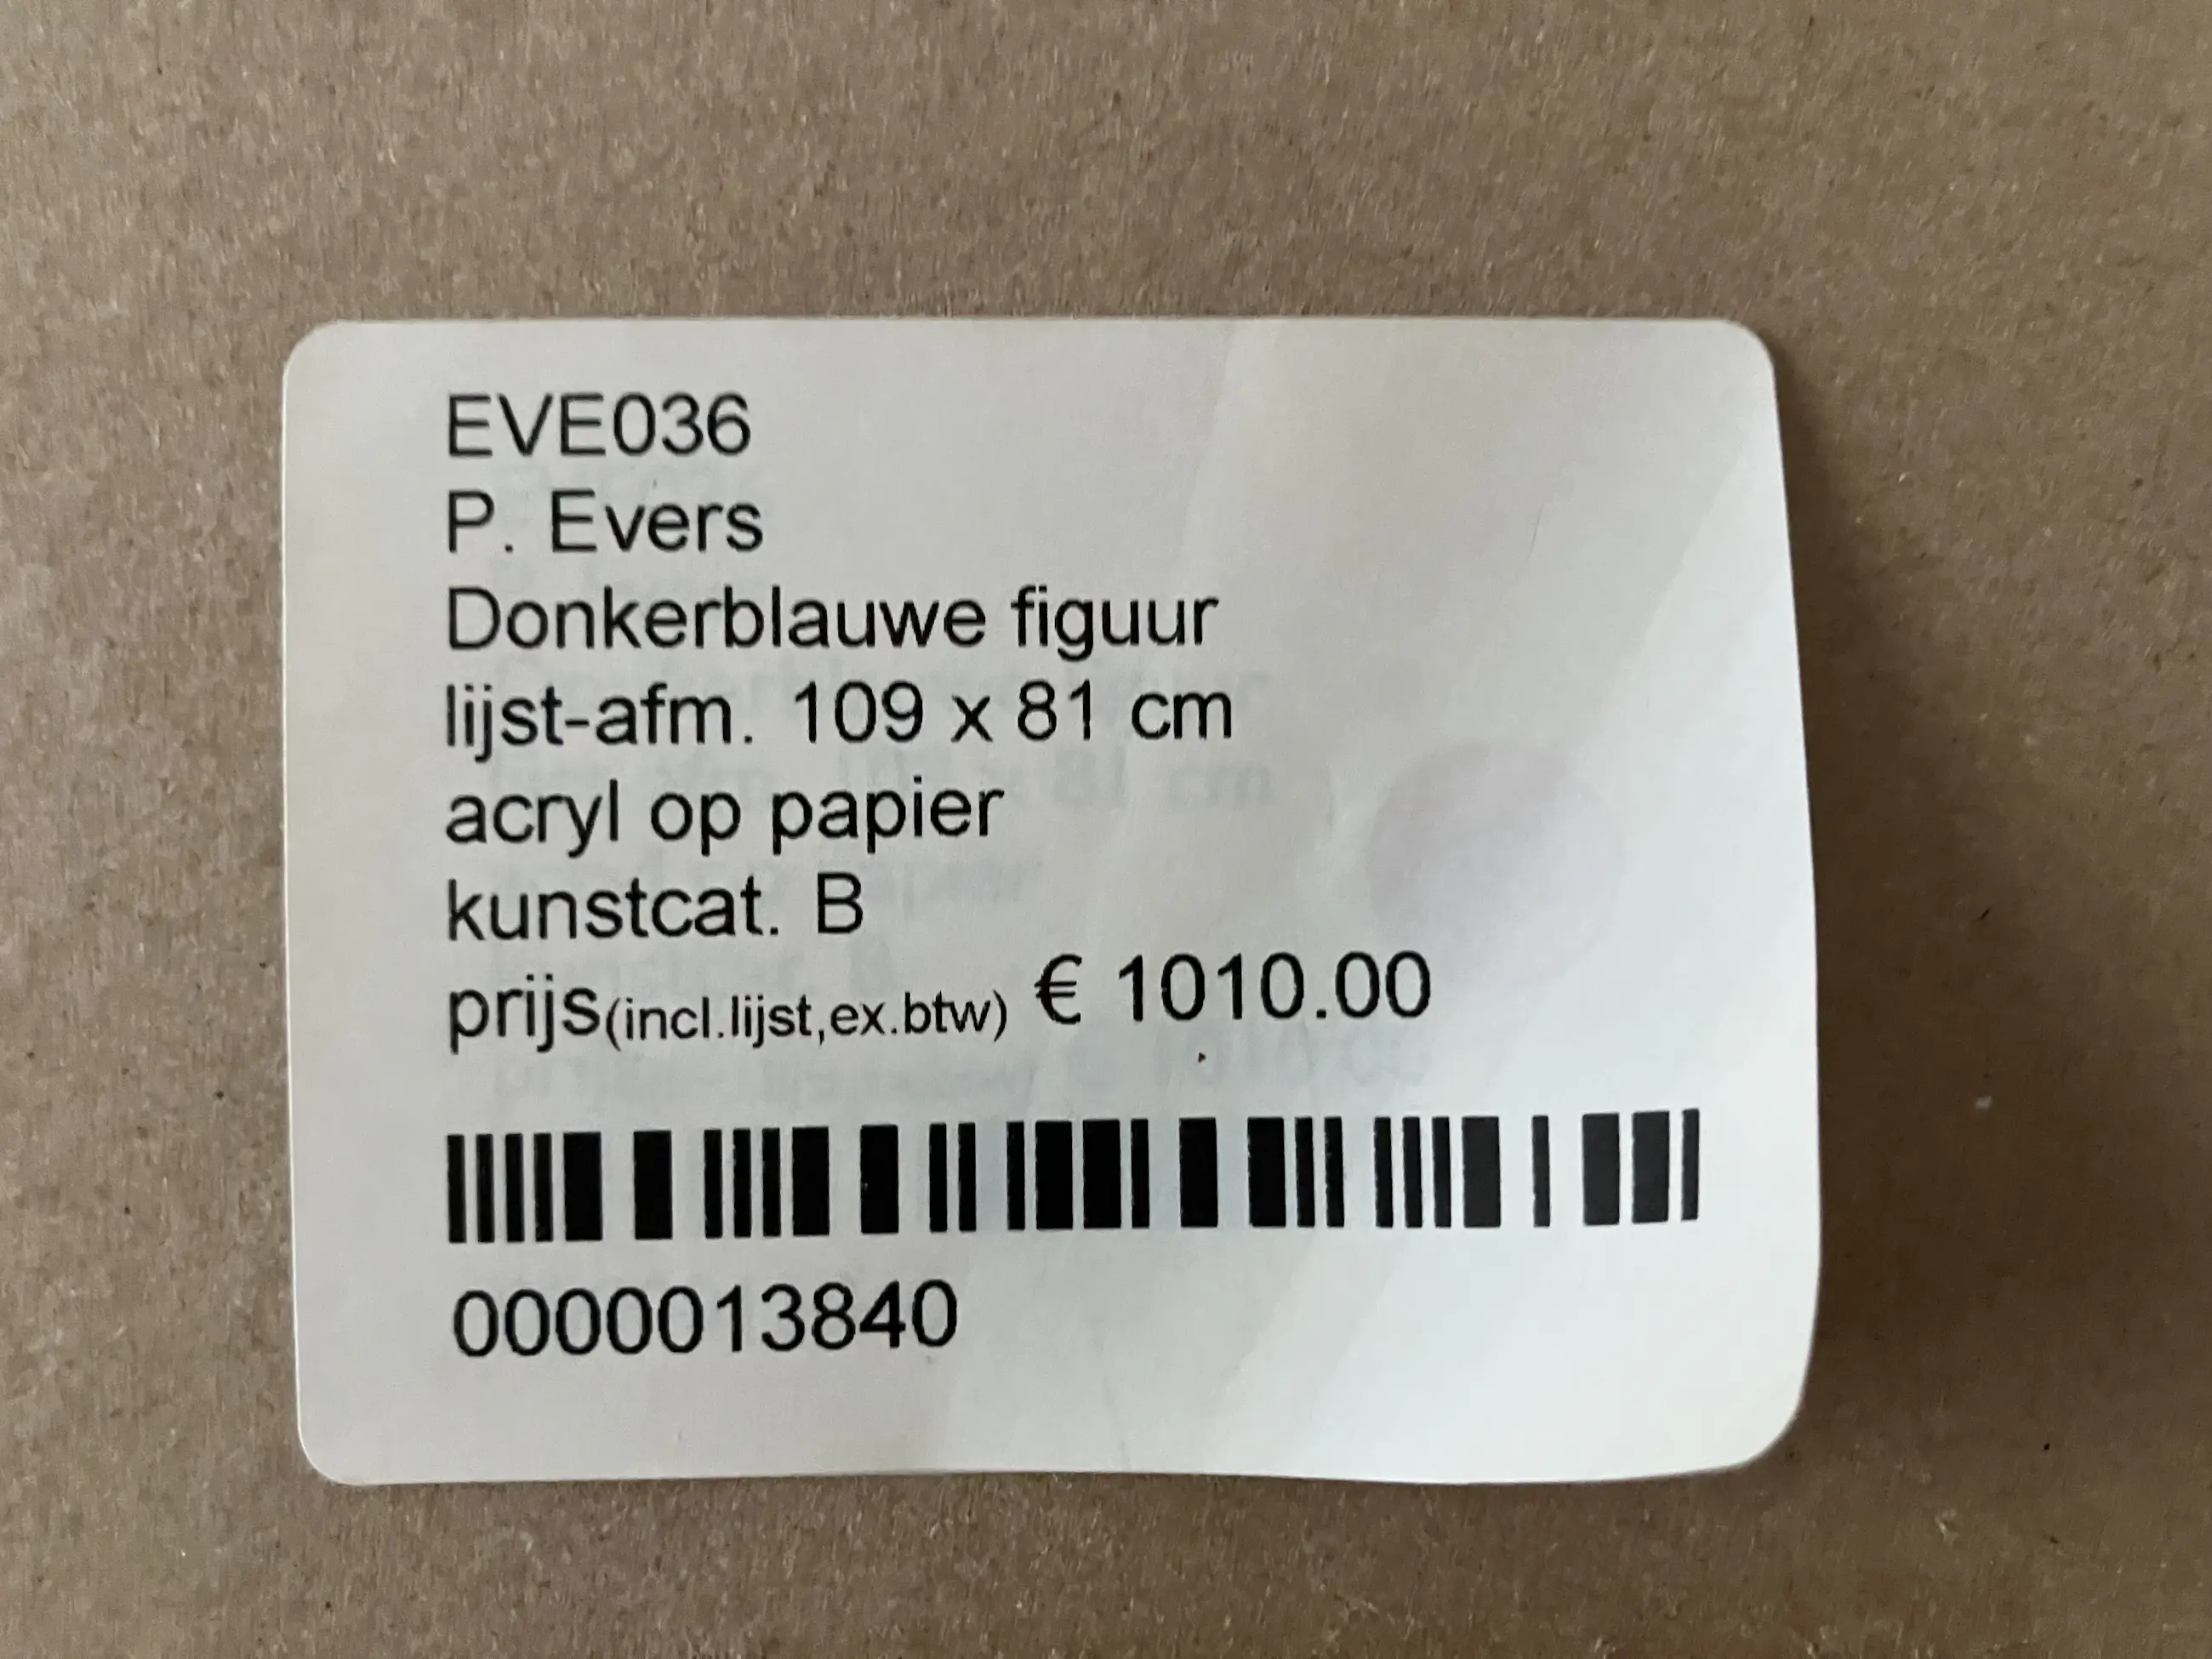 EVE036
P. Evers
Donkerblauwe figuur
lijst-afm. 109 x 81 cm
acryl op papier
kunstcat. B
prijs(incl.lijst,ex.btw) € 1010.00
0000013840